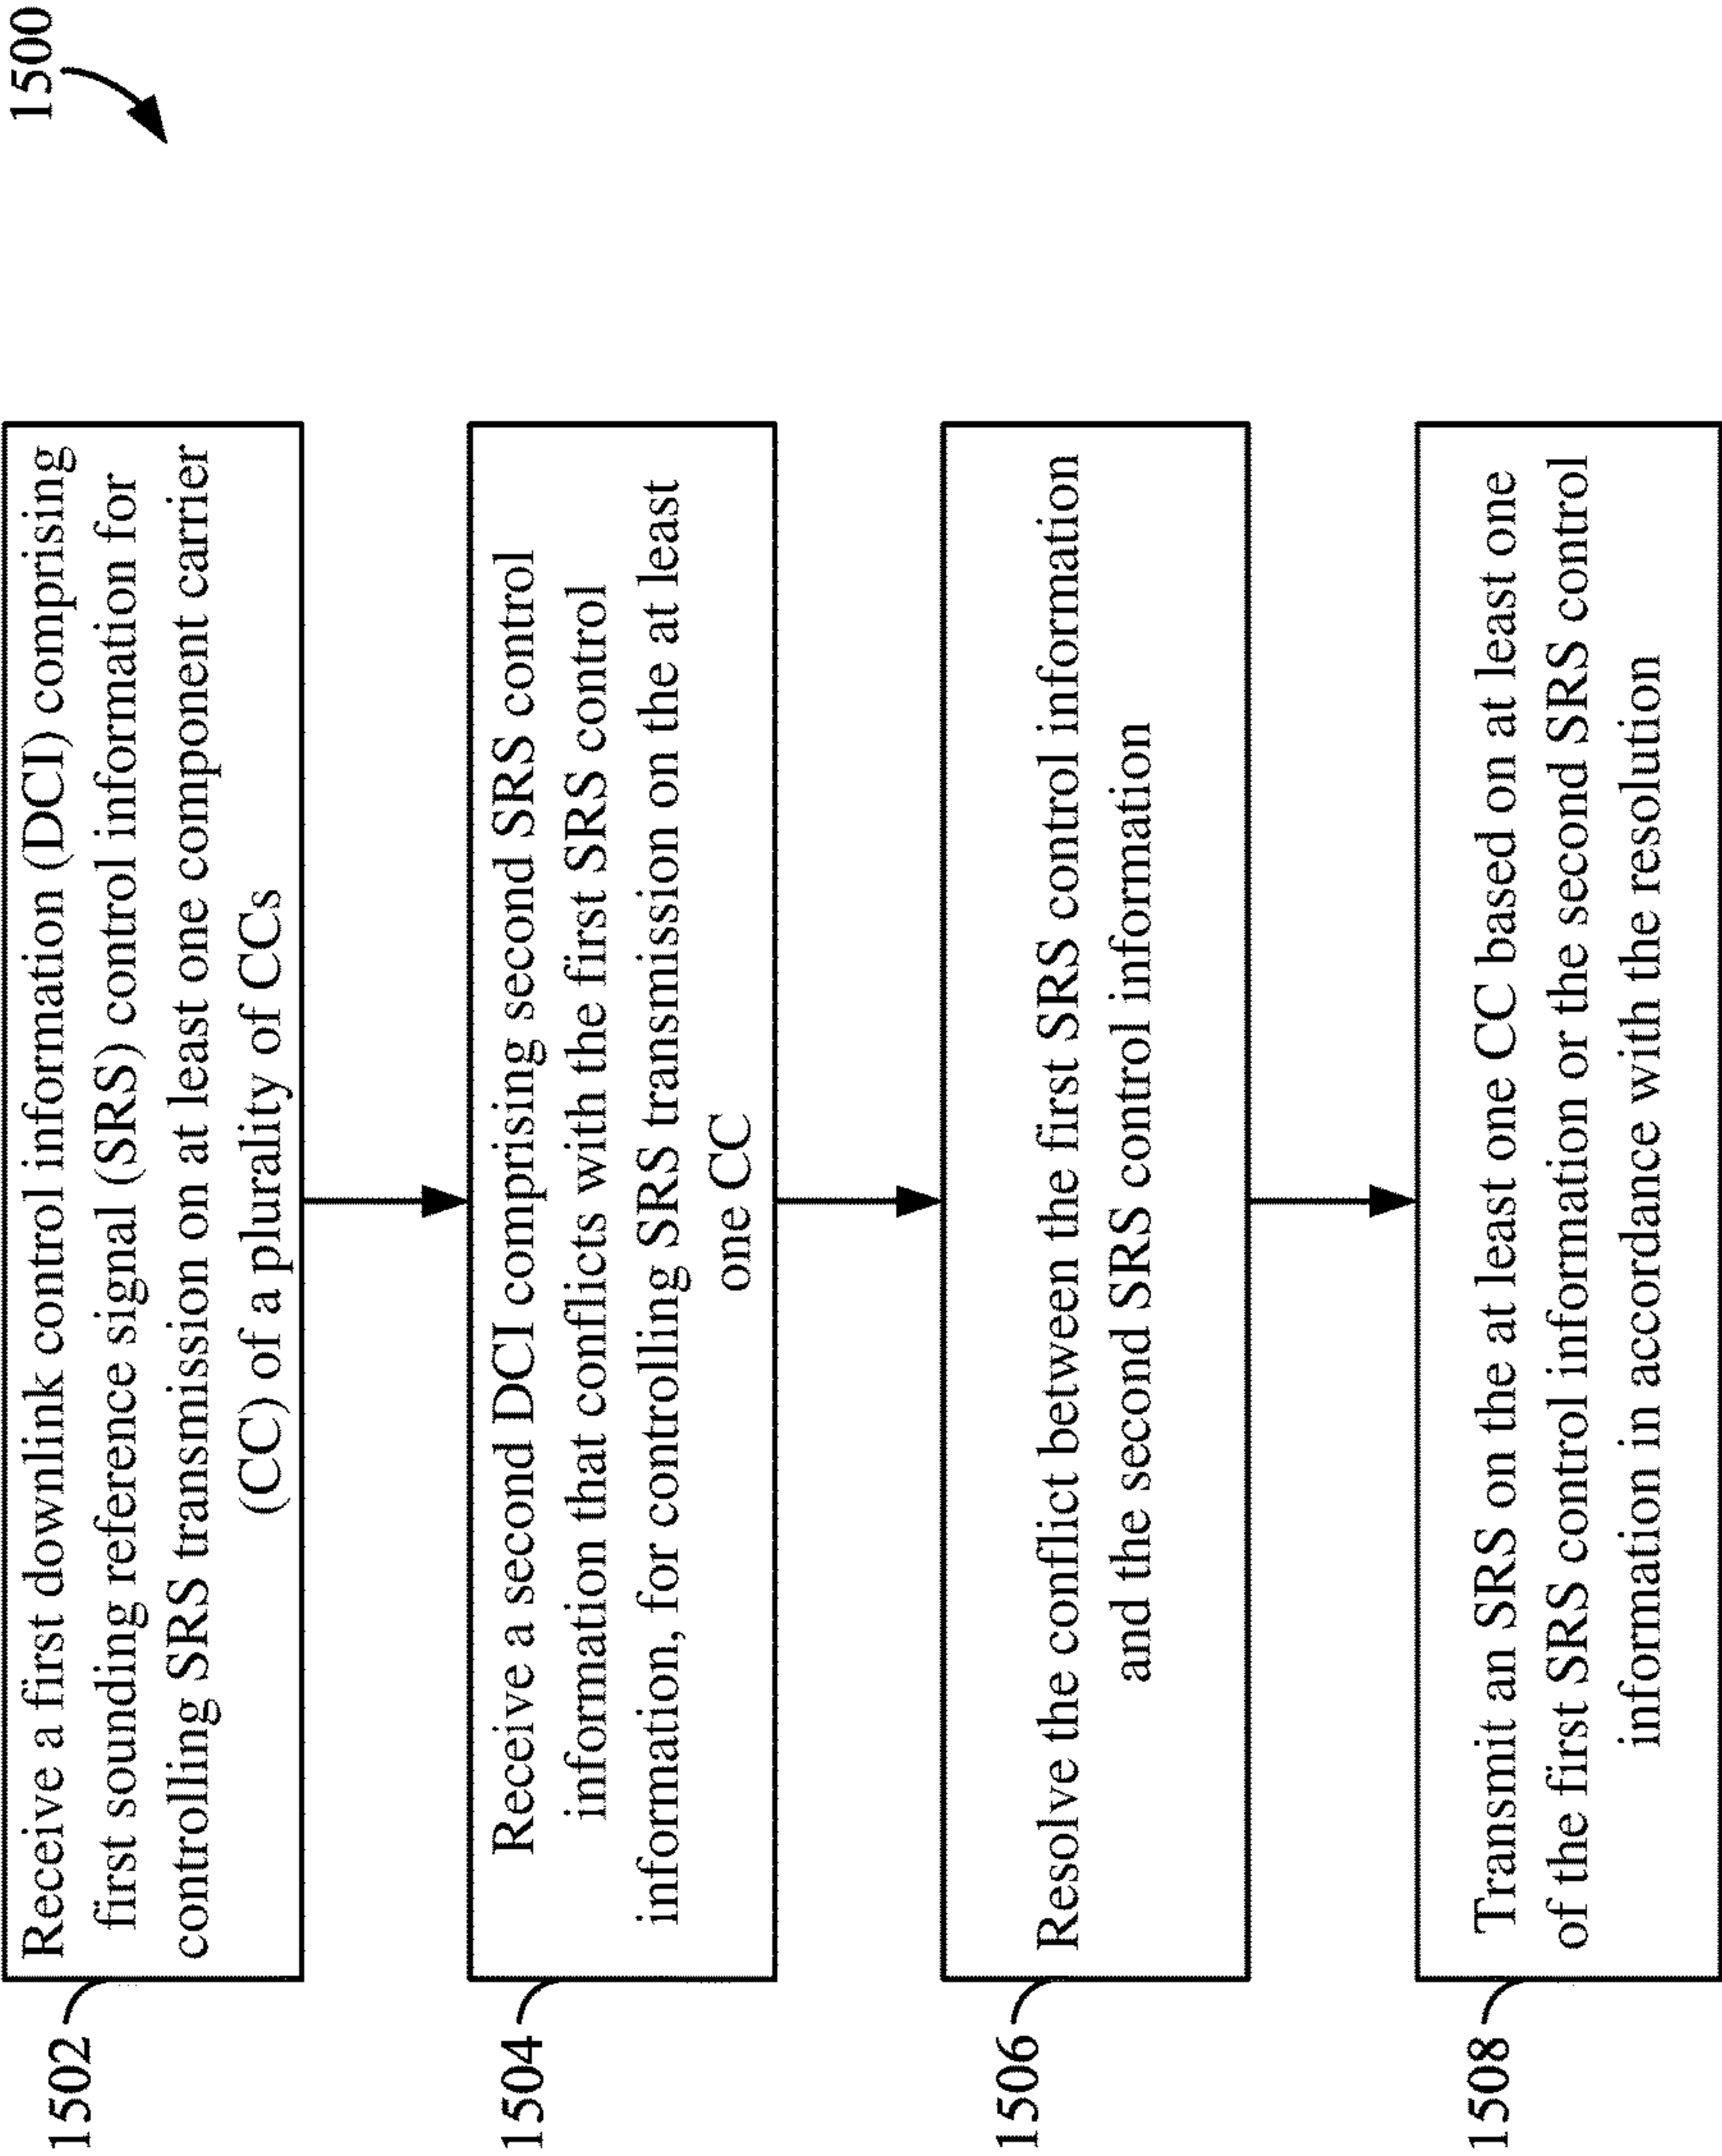 1500
1502
Receive a first downlink control information (DCI) comprising
first sounding reference signal (SRS) control information for
controlling SRS transmission on at least one component carrier
(CC) of a plurality of CCs
1504
Receive a second DCI comprising second SRS control
information that conflicts with the first SRS control
information, for controlling SRS transmission on the at least
one CC
1506
Resolve the conflict between the first SRS control information
and the second SRS control information
1508
Transmit an SRS on the at least one CC based on at least one
of the first SRS control information or the second SRS control
information in accordance with the resolution